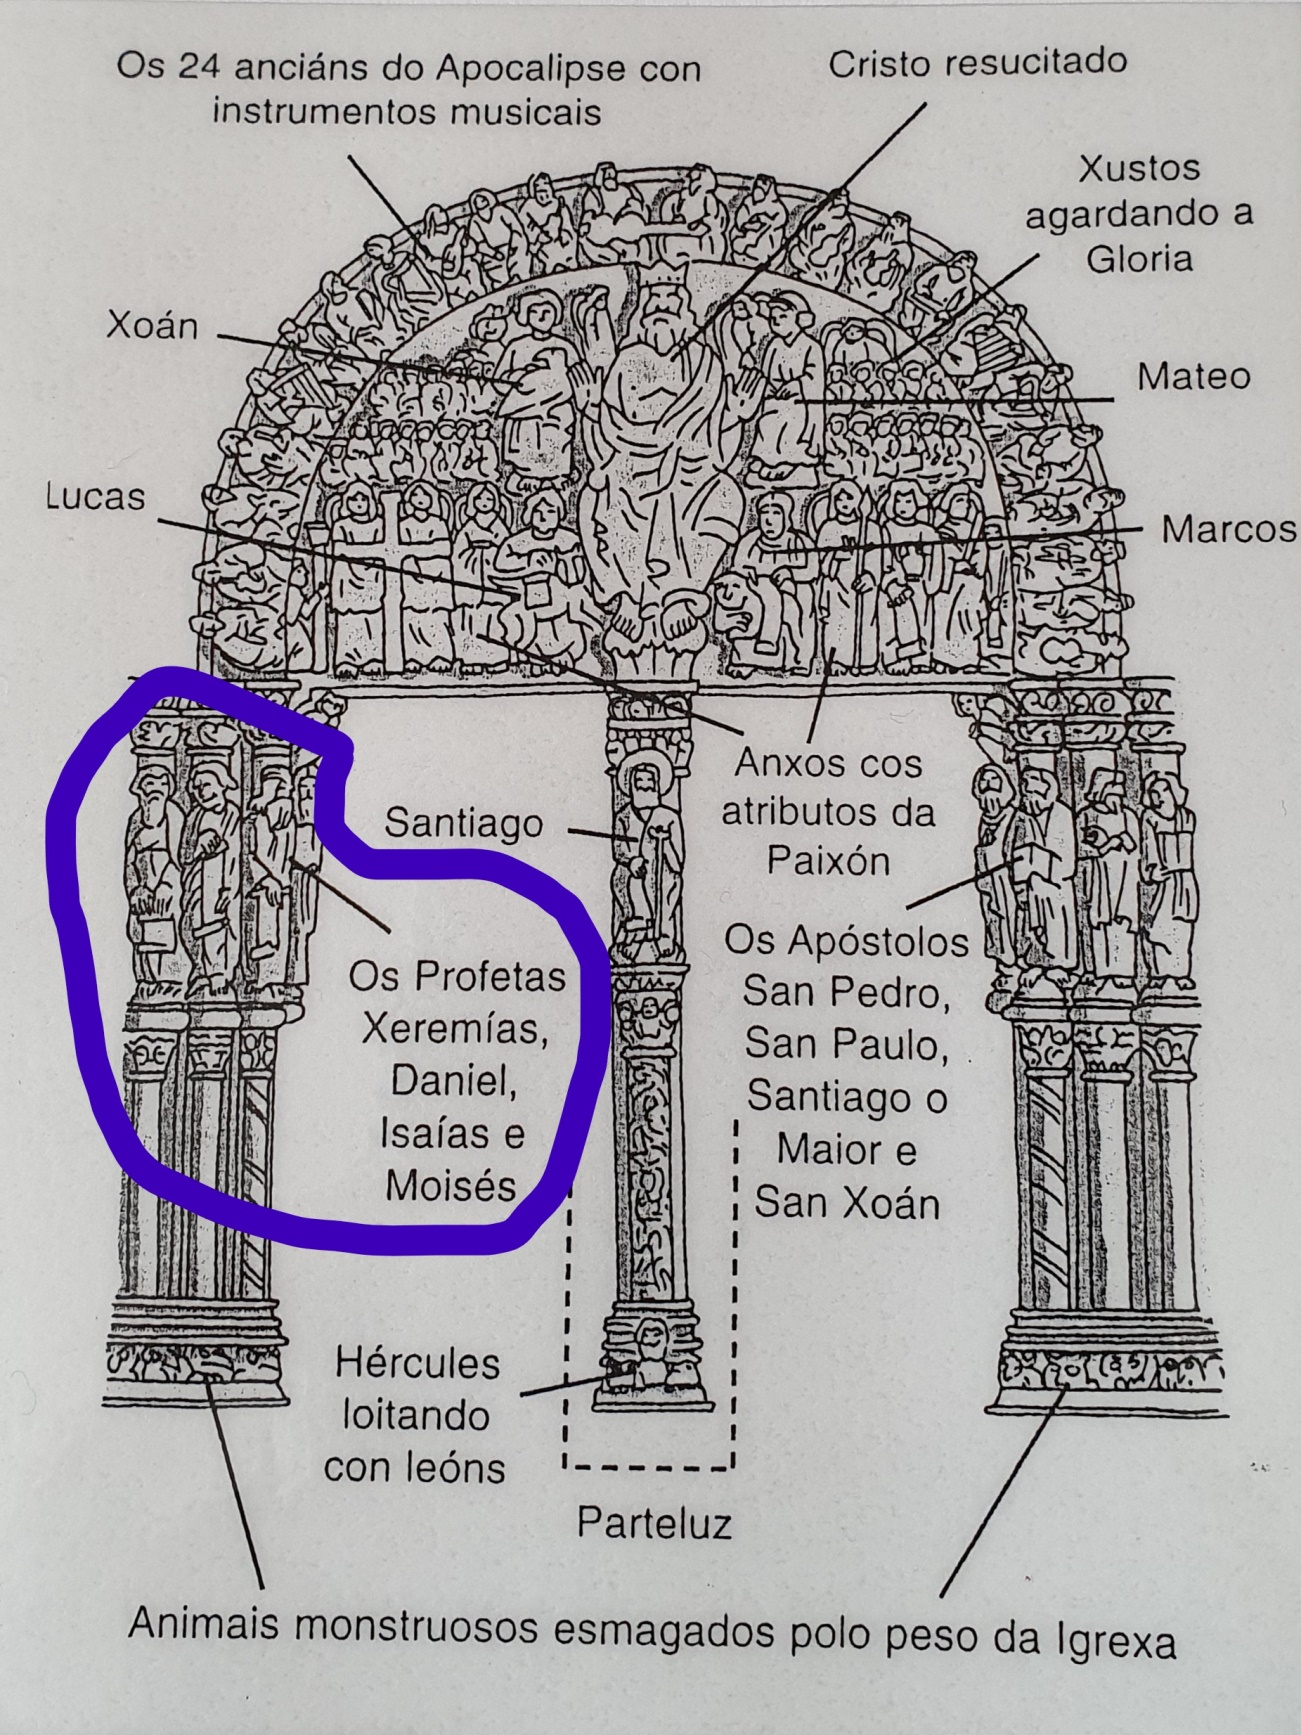 Os 24 anciáns do Apocalipse con
instrumentos musicais
Cristo resucitado
Xustos
agardando a
Gloria
Xoán
Mateo
Lucas
Marcos
Anxos cos
atributos da
Paixón
Santiago
Os Profetas
Xeremías,
Daniel,
Isaías e
Moisés
Os Apóstolos
San Pedro,
San Paulo,
Santiago o
Maior e
San Xoán
Hércules
loitando
con leóns
Parteluz
Animais monstruosos esmagados polo peso da Igrexa